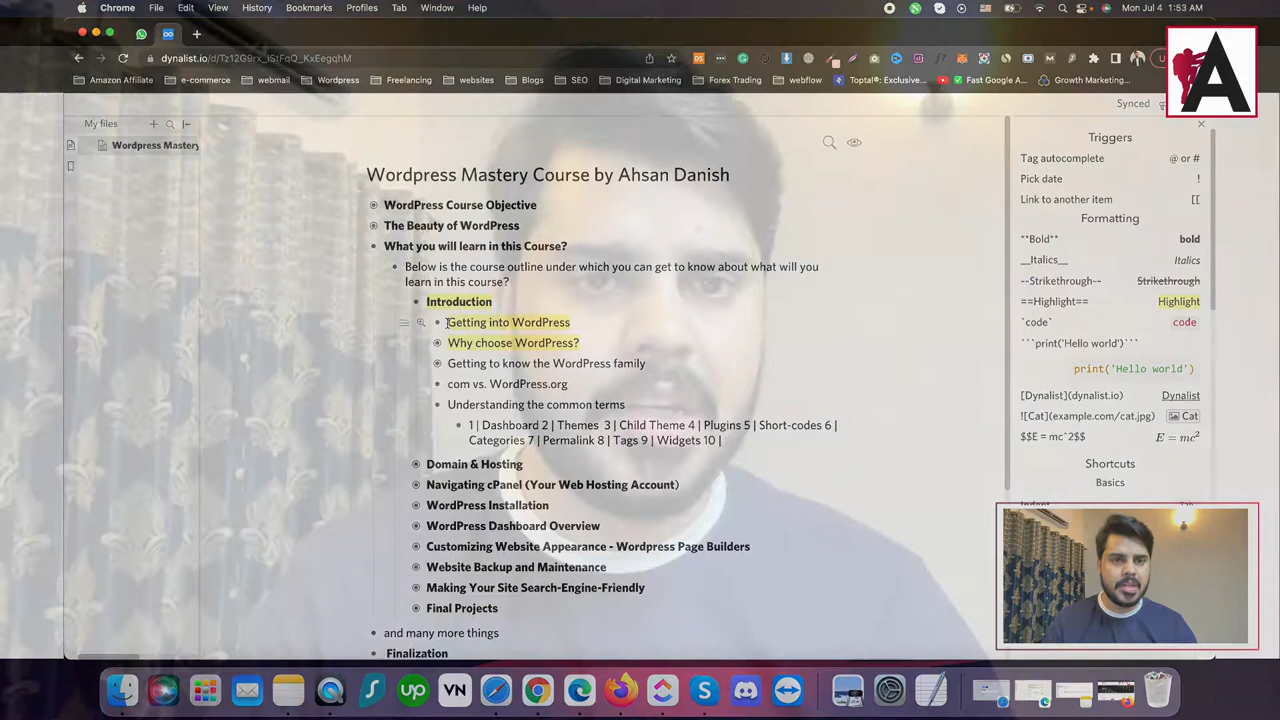 Chrome File Edit View History Bookmarks Profiles Tab Window Help
Mon Jul 4 1:53 AM
dynalist.io/d/Tz12G9rx_iStFqQ_KxEegqhM
Amazon Affiliate e-commerce webmail Wordpress Freelancing websites Blogs SEO Digital Marketing Forex Trading webflow Toptal®: Exclusive... Fast Google A... Growth Marketing...
A
Synced
My files
Wordpress Mastery
Wordpress Mastery Course by Ahsan Danish
WordPress Course Objective
The Beauty of WordPress
What you will learn in this Course?
Below is the course outline under which you can get to know about what will you
learn in this course?
Introduction
Getting into WordPress
Why choose WordPress?
Getting to know the WordPress family
com vs. WordPress.org
Understanding the common terms
1 | Dashboard 2 | Themes 3 | Child Theme 4 | Plugins 5 | Short-codes 6 |
Categories 7 | Permalink 8 | Tags 9 | Widgets 10 |
Domain & Hosting
Navigating cPanel (Your Web Hosting Account)
WordPress Installation
WordPress Dashboard Overview
Customizing Website Appearance - Wordpress Page Builders
Website Backup and Maintenance
Making Your Site Search-Engine-Friendly
Final Projects
and many more things
Finalization
Triggers
Tag autocomplete @ or #
Pick date !
Link to another item [[
Formatting
**Bold** bold
__Italics__ Italics
--Strikethrough-- Strikethrough
==Highlight== Highlight
`code` code
```print('Hello world')```
print('Hello world')
[Dynalist](dynalist.io) Dynalist
![Cat](example.com/cat.jpg) Cat
$$E = mc^2$$ E = mc²
Shortcuts
Basics
up
VN
S